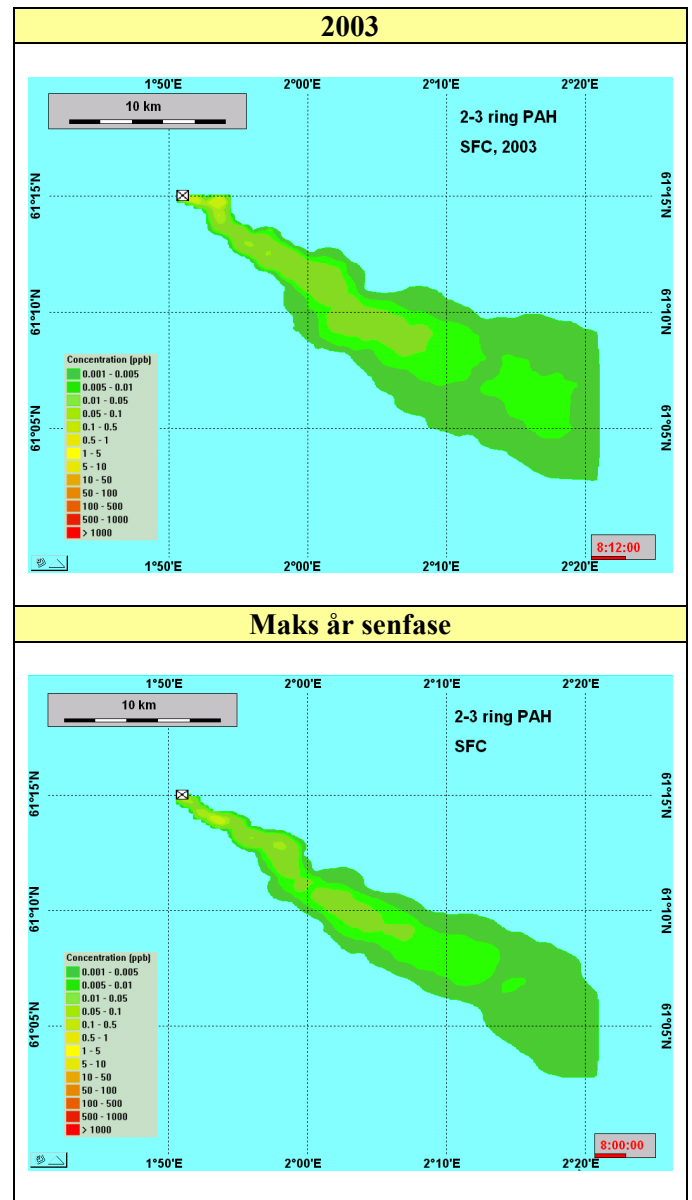 2003
1°50'E 2°00'E 2°10'E 2°20'E
10 km
2-3 ring PAH
SFC, 2003
61°15'N 61°15'N
61°10'N 61°10'N
61°05'N 61°05'N
Concentration (ppb)
0.001 - 0.005
0.005 - 0.01
0.01 - 0.05
0.05 - 0.1
0.1 - 0.5
0.5 - 1
1 - 5
5 - 10
10 - 50
50 - 100
100 - 500
500 - 1000
> 1000
8:12:00
1°50'E 2°00'E 2°10'E 2°20'E
Maks år senfase
1°50'E 2°00'E 2°10'E 2°20'E
10 km
2-3 ring PAH
SFC
61°15'N 61°15'N
61°10'N 61°10'N
61°05'N 61°05'N
Concentration (ppb)
0.001 - 0.005
0.005 - 0.01
0.01 - 0.05
0.05 - 0.1
0.1 - 0.5
0.5 - 1
1 - 5
5 - 10
10 - 50
50 - 100
100 - 500
500 - 1000
> 1000
8:00:00
1°50'E 2°00'E 2°10'E 2°20'E